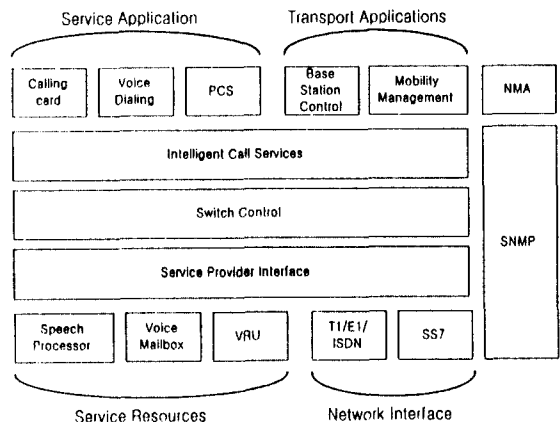 Service Application
Transport Applications
Calling
card
Voice
Dialing
PCS
Base
Station
Control
Mobility
Management
NMA
Intelligent Call Services
Switch Control
Service Provider Interface
SNMP
Speech
Processor
Voice
Mailbox
VRU
T1/E1/
ISDN
SS7
Service Resources
Network Interface